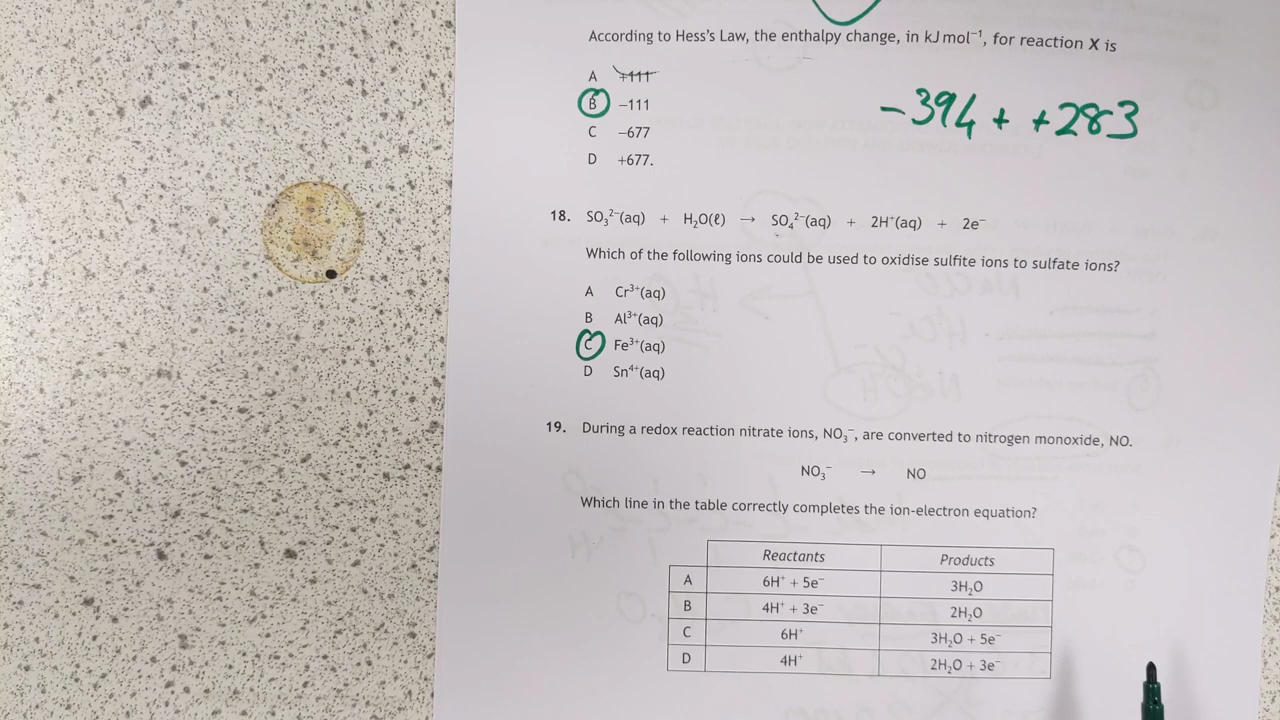 According to Hess's Law, the enthalpy change, in kJ mol⁻¹, for reaction X is
A +111
B −111
C −677
D +677.
-394 + +283
18. SO₃²⁻(aq) + H₂O(ℓ) → SO₄²⁻(aq) + 2H⁺(aq) + 2e⁻
Which of the following ions could be used to oxidise sulfite ions to sulfate ions?
A Cr³⁺(aq)
B Al³⁺(aq)
C Fe³⁺(aq)
D Sn⁴⁺(aq)
19. During a redox reaction nitrate ions, NO₃⁻, are converted to nitrogen monoxide, NO.
NO₃⁻ → NO
Which line in the table correctly completes the ion-electron equation?
Reactants Products
A 6H⁺ + 5e⁻ 3H₂O
B 4H⁺ + 3e⁻ 2H₂O
C 6H⁺ 3H₂O + 5e⁻
D 4H⁺ 2H₂O + 3e⁻